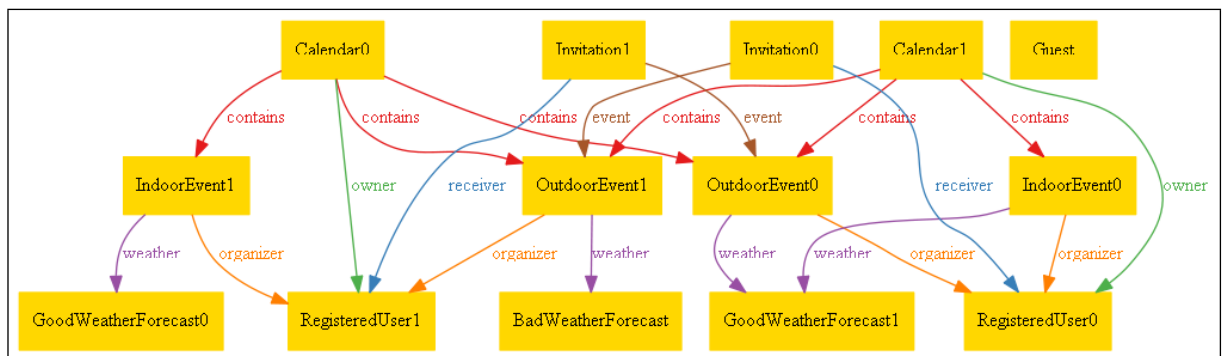 Calendar0 Invitation1 Invitation0 Calendar1 Guest
contains contains contains event contains event contains contains
IndoorEvent1 owner receiver OutdoorEvent1 OutdoorEvent0 receiver IndoorEvent0 owner
weather organizer organizer weather weather organizer weather organizer
GoodWeatherForecast0 RegisteredUser1 BadWeatherForecast GoodWeatherForecast1 RegisteredUser0